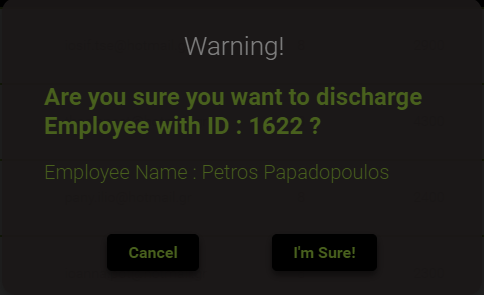 Warning!
Are you sure you want to discharge
Employee with ID : 1622 ?
Employee Name : Petros Papadopoulos
Cancel
I'm Sure!